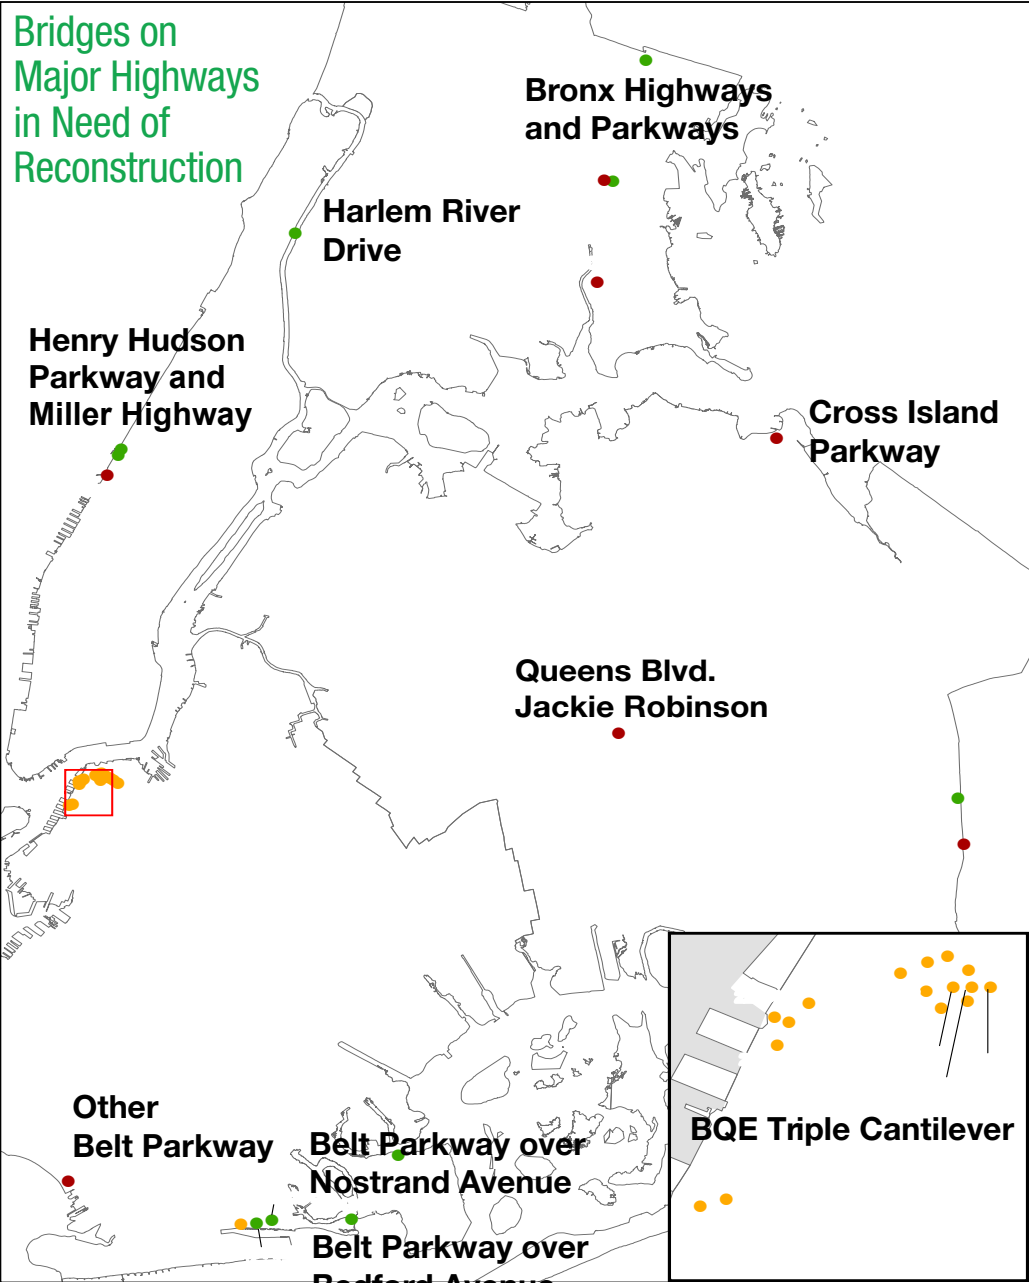 Bridges on
Major Highways
in Need of
Reconstruction
Bronx Highways
and Parkways
Harlem River
Drive
Henry Hudson
Parkway and
Miller Highway
Cross Island
Parkway
Queens Blvd.
Jackie Robinson
BQE Triple Cantilever
Other
Belt Parkway
Belt Parkway over
Nostrand Avenue
Belt Parkway over
Bedford Avenue